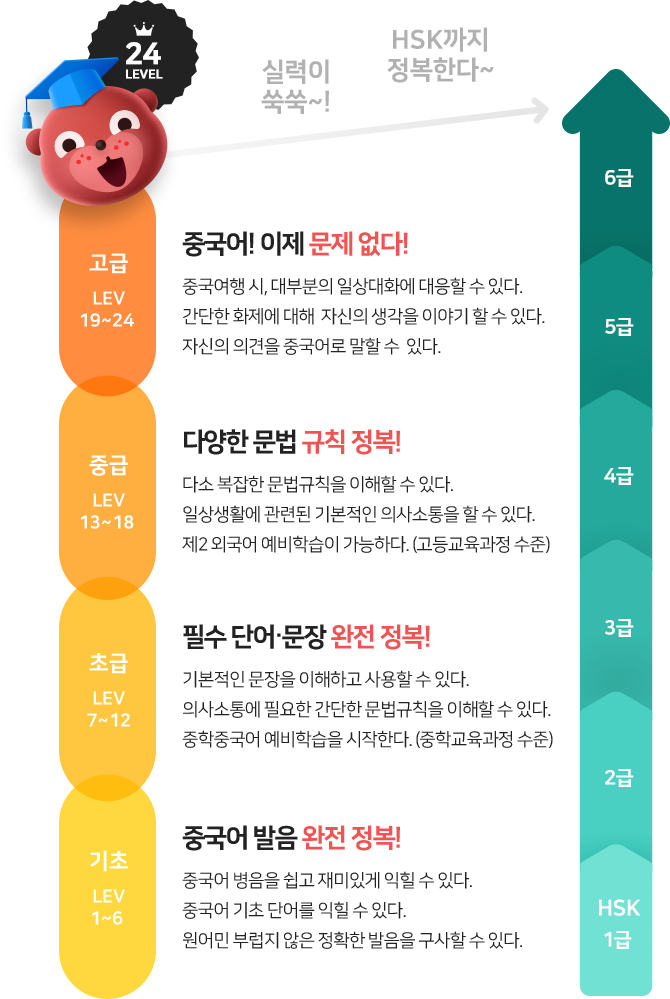 24
LEVEL
실력이
쑥쑥~!
HSK까지
정복한다~
6급
5급
4급
3급
2급
HSK
1급
고급
LEV
19~24
중국어! 이제 문제 없다!
중국여행 시, 대부분의 일상대화에 대응할 수 있다.
간단한 화제에 대해 자신의 생각을 이야기 할 수 있다.
자신의 의견을 중국어로 말할 수 있다.
중급
LEV
13~18
다양한 문법 규칙 정복!
다소 복잡한 문법규칙을 이해할 수 있다.
일상생활에 관련된 기본적인 의사소통을 할 수 있다.
제2 외국어 예비학습이 가능하다. (고등교육과정 수준)
초급
LEV
7~12
필수 단어·문장 완전 정복!
기본적인 문장을 이해하고 사용할 수 있다.
의사소통에 필요한 간단한 문법규칙을 이해할 수 있다.
중학중국어 예비학습을 시작한다. (중학교육과정 수준)
기초
LEV
1~6
중국어 발음 완전 정복!
중국어 병음을 쉽고 재미있게 익힐 수 있다.
중국어 기초 단어를 익힐 수 있다.
원어민 부럽지 않은 정확한 발음을 구사할 수 있다.